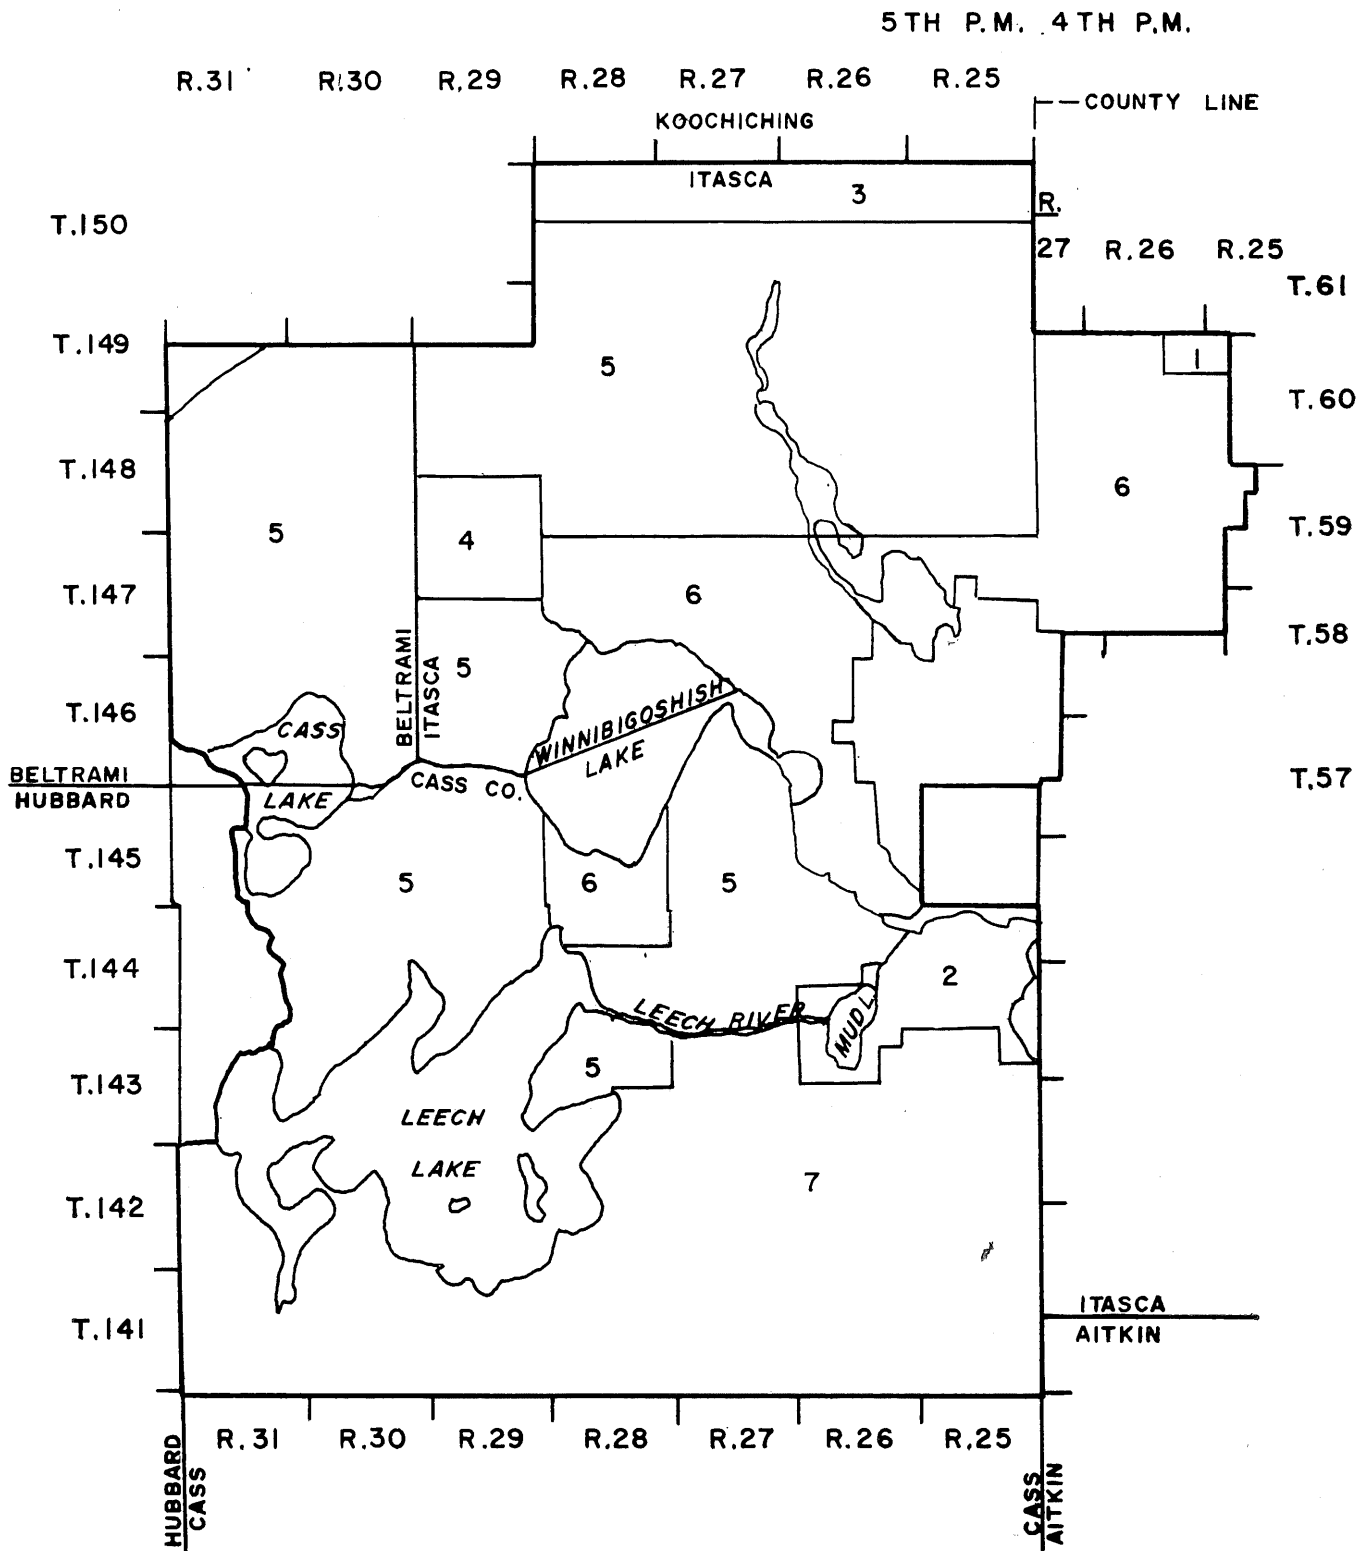 5TH P.M. 4TH P.M.
R.31 R.30 R.29 R.28 R.27 R.26 R.25
COUNTY LINE
KOOCHICHING
ITASCA
3
R.
T.150
27 R.26 R.25
T.61
T.149
5
1
T.60
T.148
6
T.59
5
4
T.147
6
T.58
BELTRAMI
ITASCA
5
T.146
CASS
WINNIBIGOSHISH
LAKE
BELTRAMI
HUBBARD
CASS CO.
LAKE
T.57
T.145
5
6
5
T.144
2
LEECH RIVER
MUD L.
T.143
5
LEECH
LAKE
7
T.142
ITASCA
AITKIN
T.141
R.31 R.30 R.29 R.28 R.27 R.26 R.25
HUBBARD
CASS
CASS
AITKIN